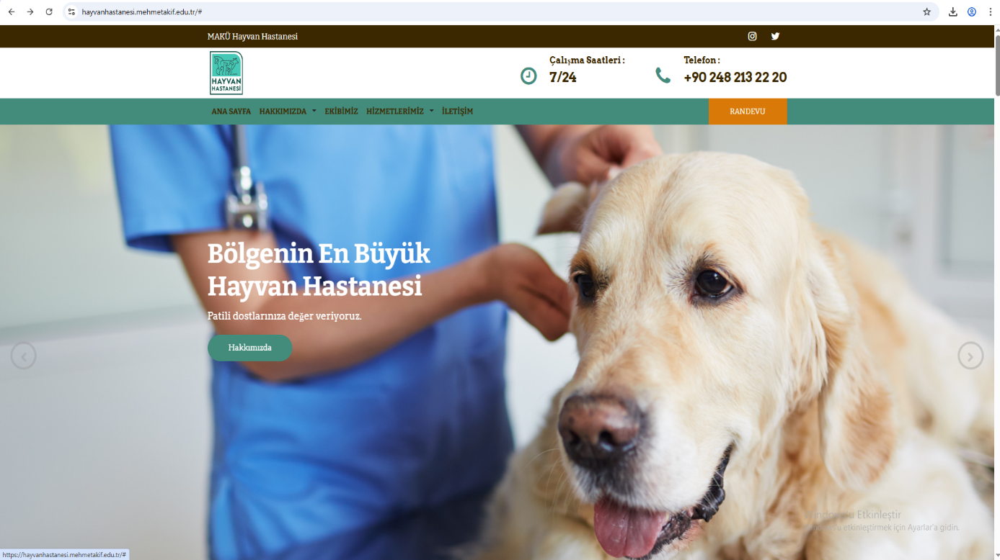 hayvanhastanesi.mehmetakif.edu.tr/#
MAKÜ Hayvan Hastanesi
HAYVAN
HASTANESİ
Çalışma Saatleri :
7/24
Telefon :
+90 248 213 22 20
ANA SAYFA HAKKIMIZDA EKİBİMİZ HİZMETLERİMİZ İLETİŞİM RANDEVU
Bölgenin En Büyük
Hayvan Hastanesi
Patili dostlarınıza değer veriyoruz.
Hakkımızda
Windows'u Etkinleştir
Windows'u etkinleştirmek için Ayarlar'a gidin.
https://hayvanhastanesi.mehmetakif.edu.tr/#